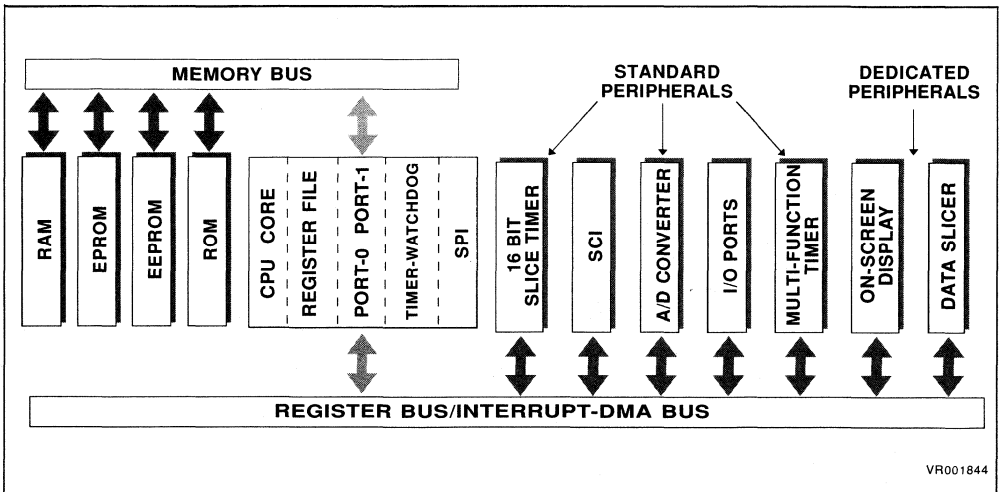 MEMORY BUS
STANDARD
PERIPHERALS
DEDICATED
PERIPHERALS
RAM
EPROM
EEPROM
ROM
CPU CORE
REGISTER FILE
PORT-0 PORT-1
TIMER-WATCHDOG
SPI
16 BIT
SLICE TIMER
SCI
A/D CONVERTER
I/O PORTS
MULTI-FUNCTION
TIMER
ON-SCREEN
DISPLAY
DATA SLICER
REGISTER BUS/INTERRUPT-DMA BUS
VR001844